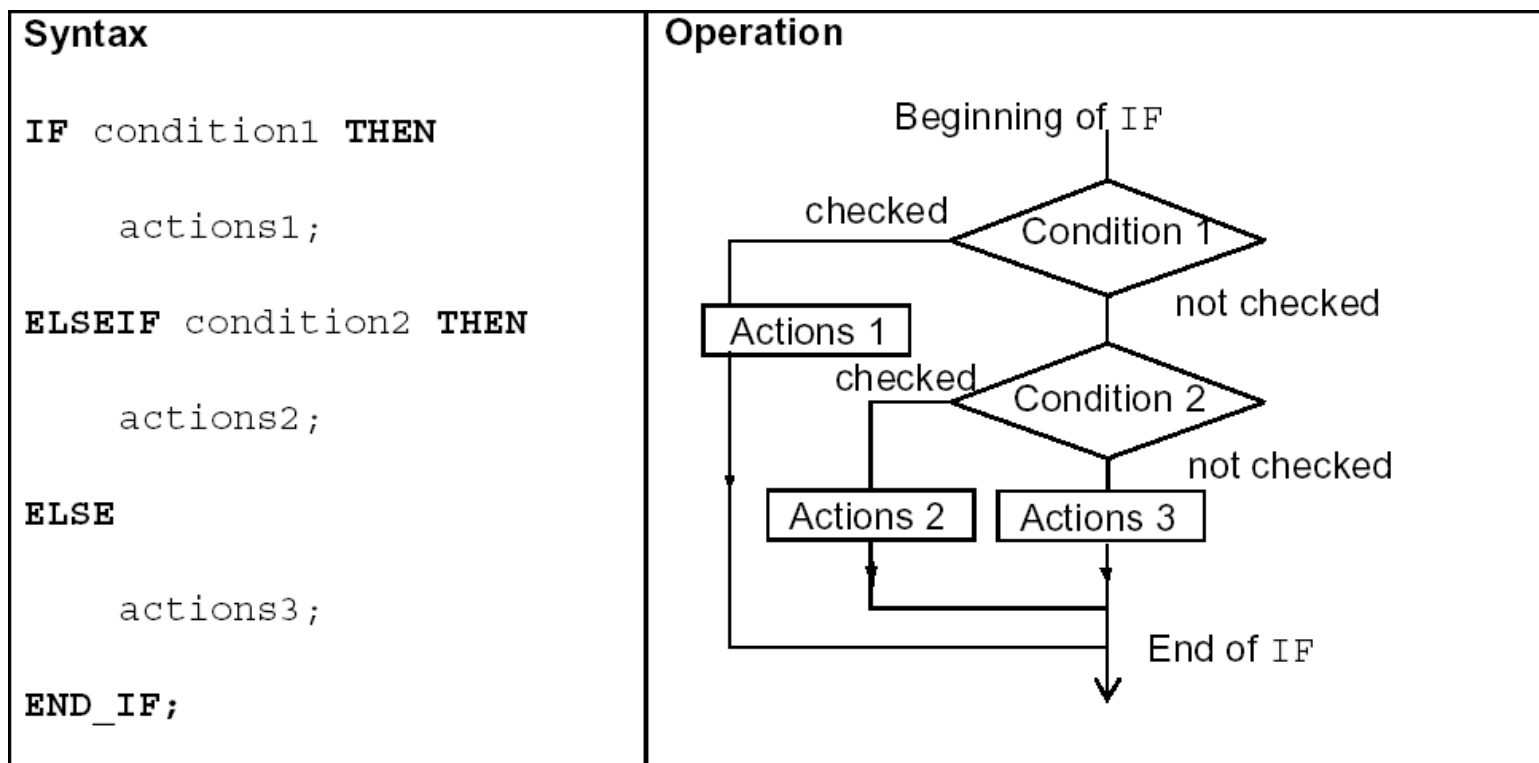 Syntax
IF condition1 THEN
actions1;
ELSEIF condition2 THEN
actions2;
ELSE
actions3;
END_IF;
Operation
Beginning of IF
checked
Condition 1
not checked
Actions 1
checked
Condition 2
not checked
Actions 2
Actions 3
End of IF